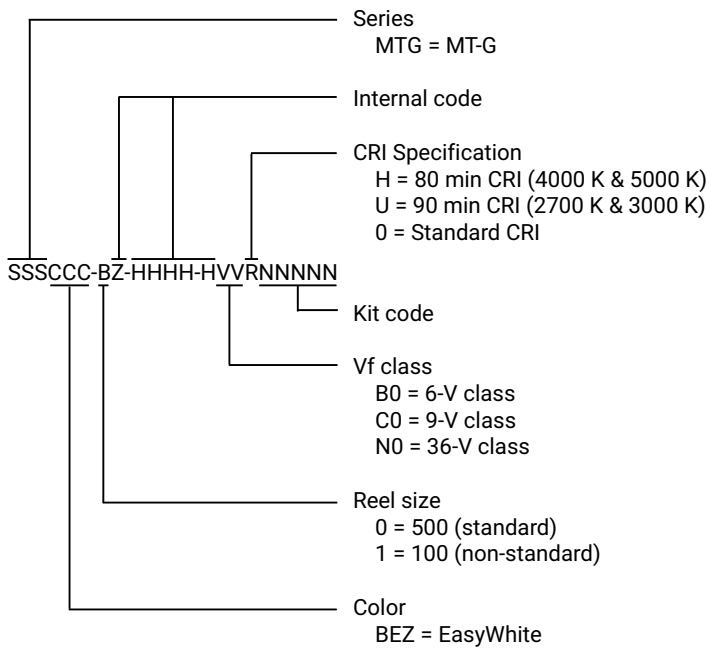 Series
MTG = MT-G
Internal code
CRI Specification
H = 80 min CRI (4000 K & 5000 K)
U = 90 min CRI (2700 K & 3000 K)
0 = Standard CRI
SSSCCC-BZ-HHHH-HVVRNNNNN
Kit code
Vf class
B0 = 6-V class
C0 = 9-V class
N0 = 36-V class
Reel size
0 = 500 (standard)
1 = 100 (non-standard)
Color
BEZ = EasyWhite